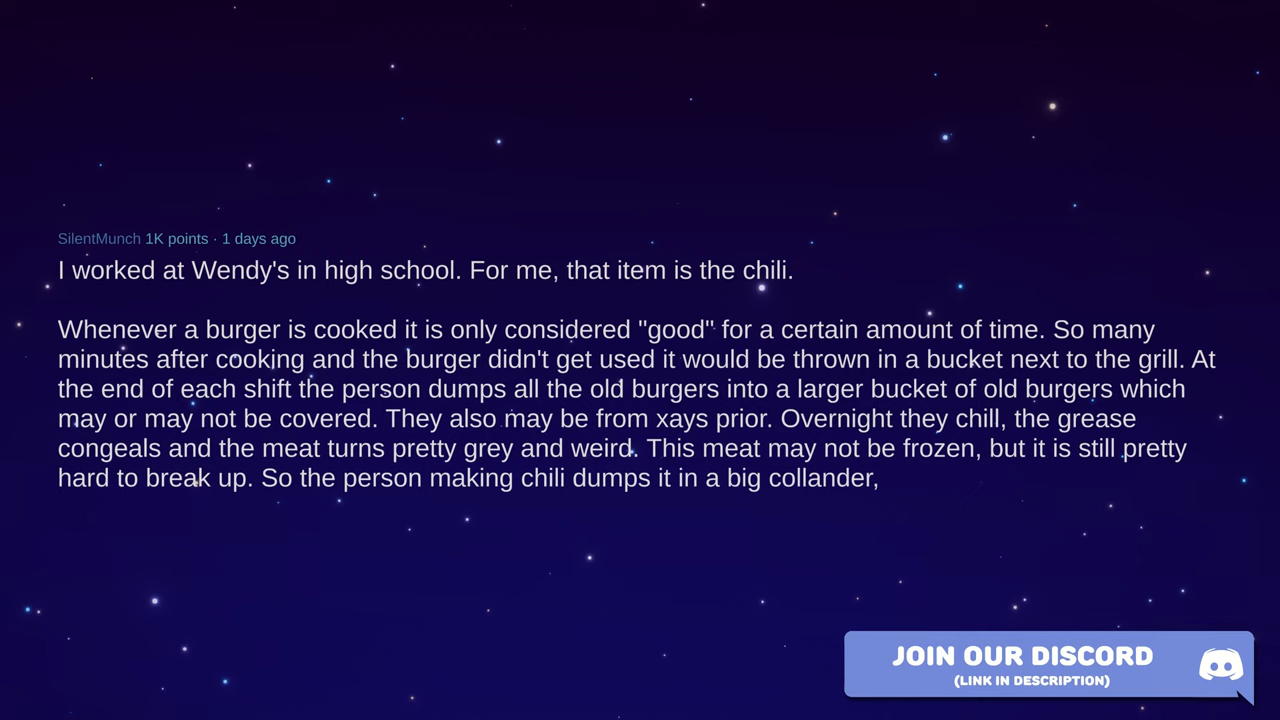 SilentMunch 1K points · 1 days ago
I worked at Wendy's in high school. For me, that item is the chili.
Whenever a burger is cooked it is only considered "good" for a certain amount of time. So many
minutes after cooking and the burger didn't get used it would be thrown in a bucket next to the grill. At
the end of each shift the person dumps all the old burgers into a larger bucket of old burgers which
may or may not be covered. They also may be from xays prior. Overnight they chill, the grease
congeals and the meat turns pretty grey and weird. This meat may not be frozen, but it is still pretty
hard to break up. So the person making chili dumps it in a big collander,
JOIN OUR DISCORD
(LINK IN DESCRIPTION)